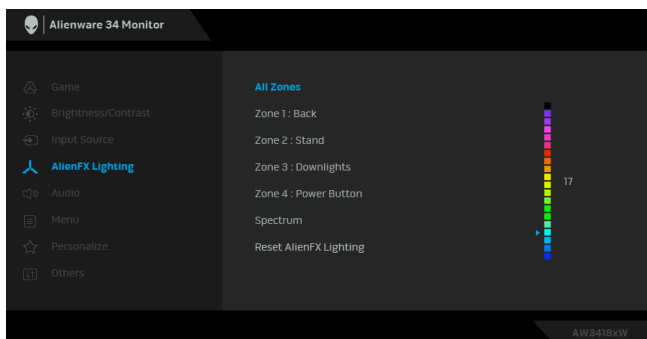 Alienware 34 Monitor
Game
Brightness/Contrast
Input Source
AlienFX Lighting
Audio
Menu
Personalize
Others
All Zones
Zone 1 : Back
Zone 2 : Stand
Zone 3 : Downlights
Zone 4 : Power Button
Spectrum
Reset AlienFX Lighting
17
AW3418xW